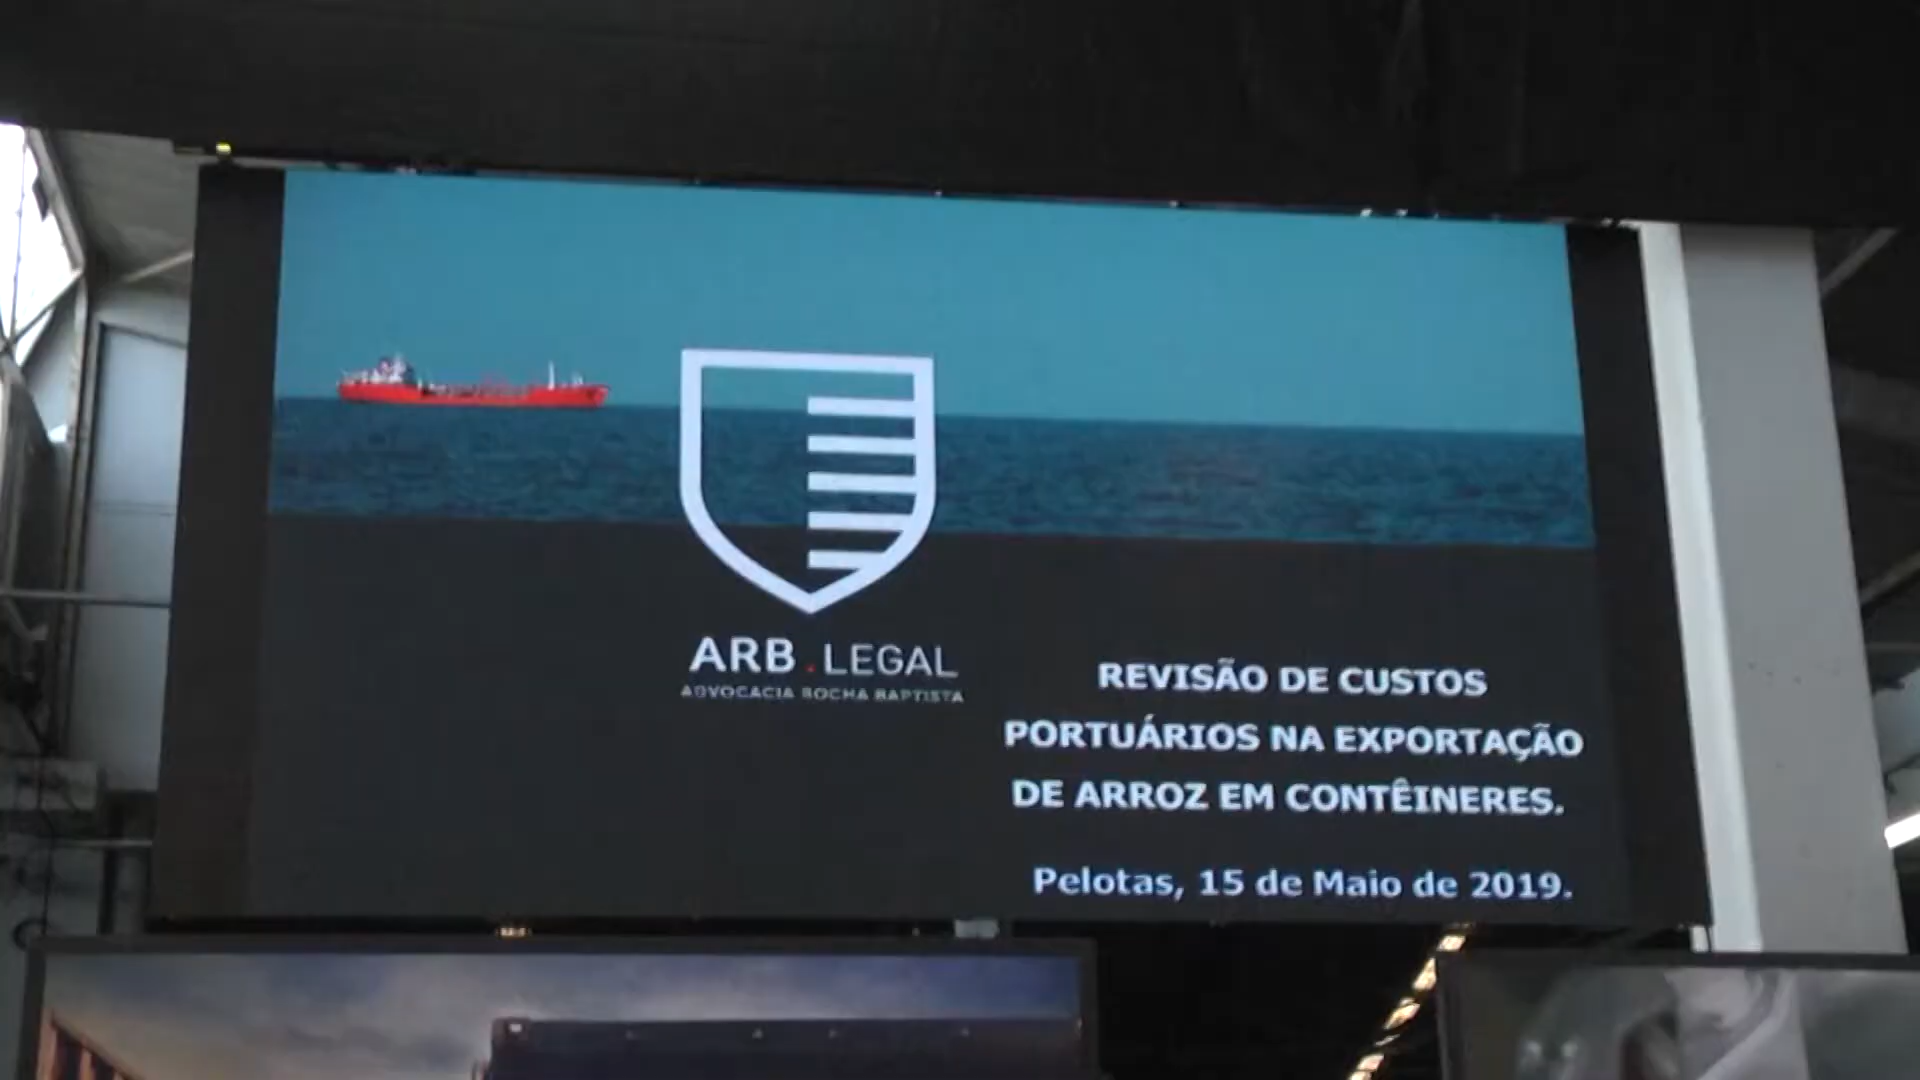 ARB.LEGAL
ADVOCACIA ROCHA BAPTISTA
REVISÃO DE CUSTOS
PORTUÁRIOS NA EXPORTAÇÃO
DE ARROZ EM CONTÊINERES.
Pelotas, 15 de Maio de 2019.